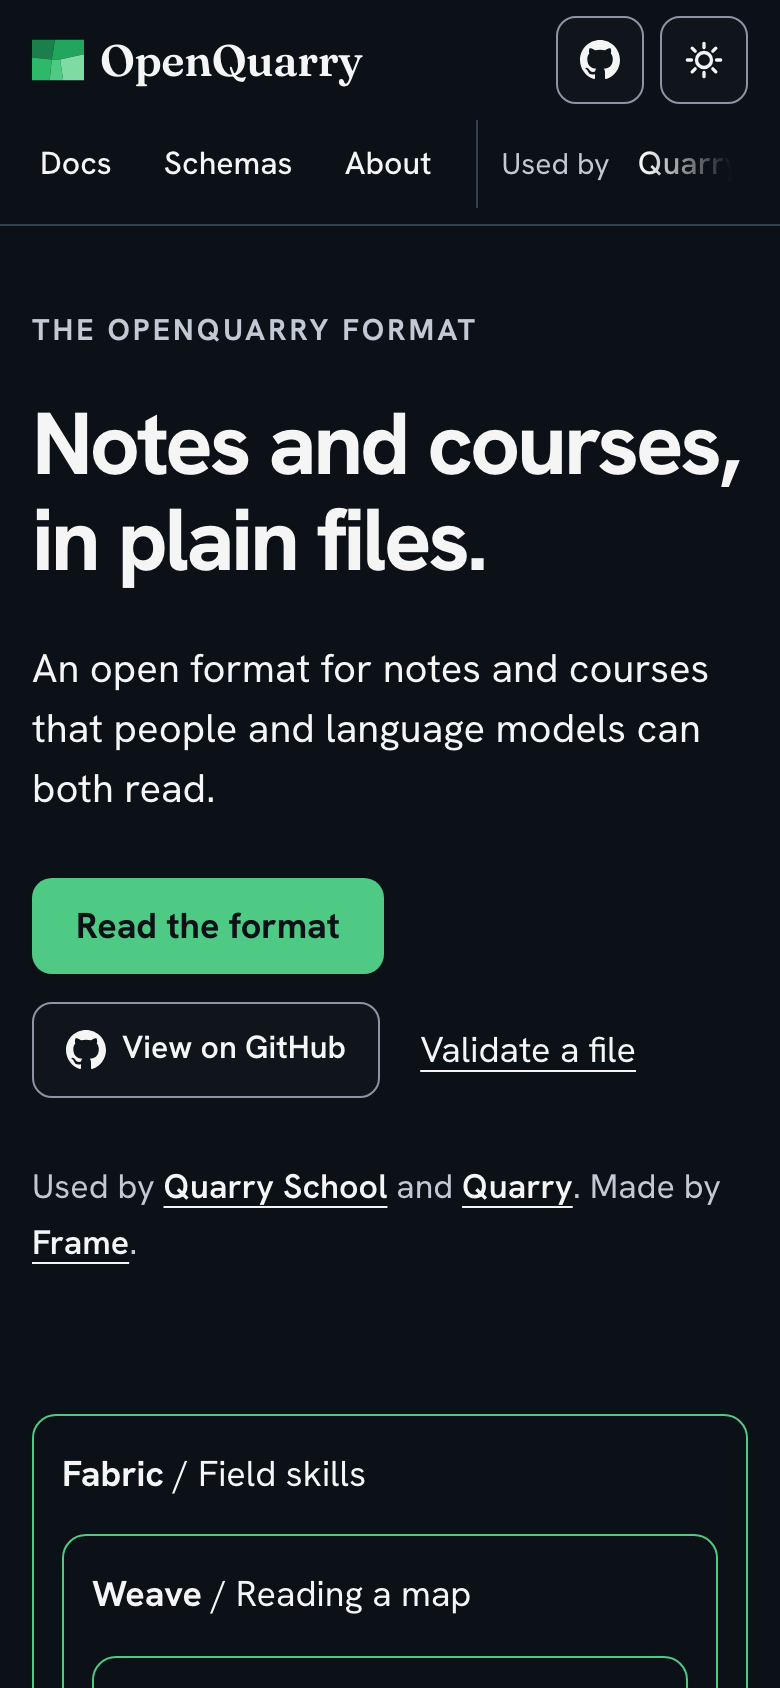 OpenQuarry
Docs Schemas About Used by
THE OPENQUARRY FORMAT
Notes and courses,
in plain files.
An open format for notes and courses
that people and language models can
both read.
Read the format
View on GitHub Validate a file
Used by Quarry School and Quarry. Made by
Frame.
Fabric / Field skills
Weave / Reading a map